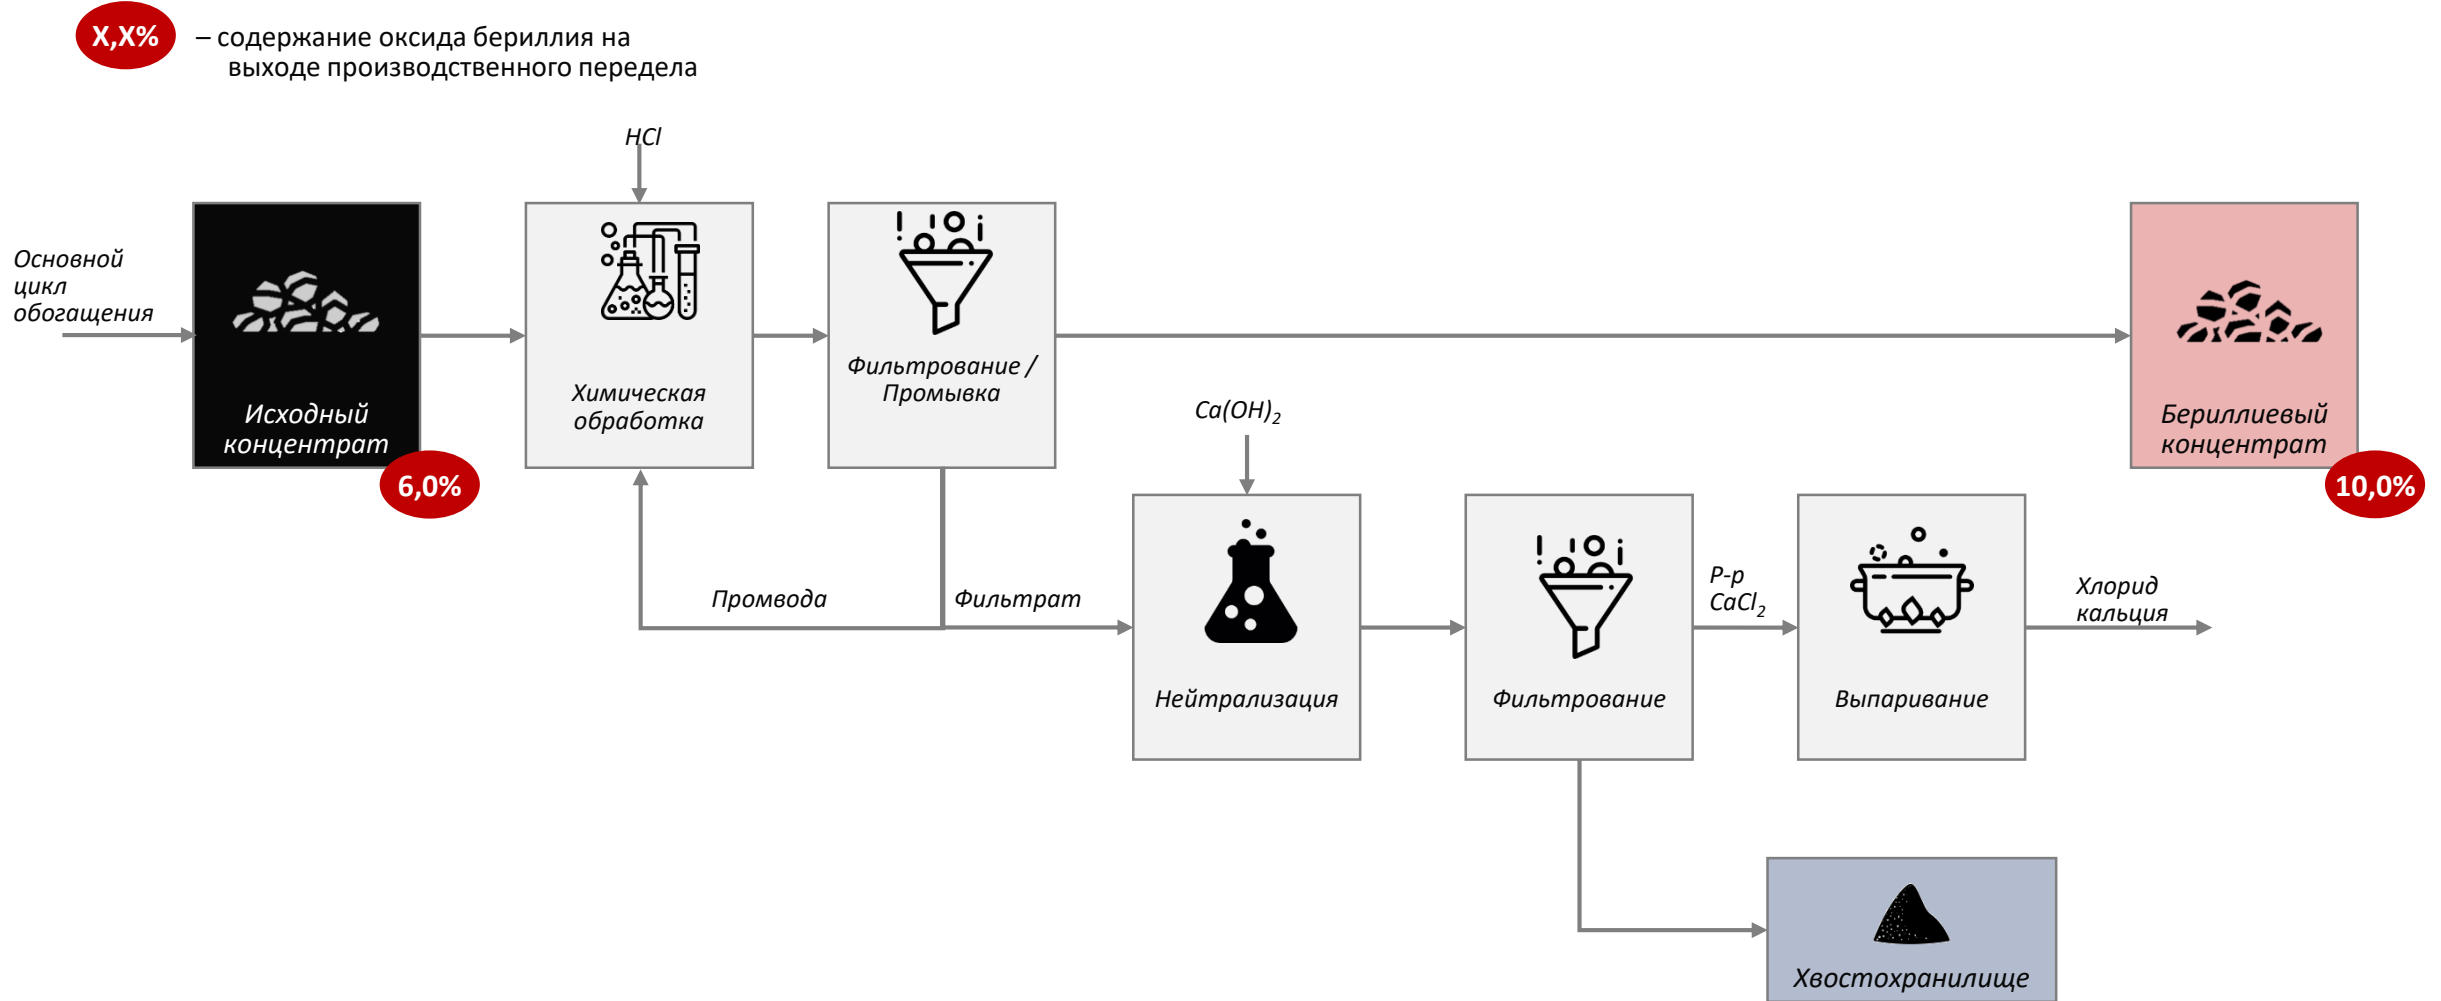 X,X%
– содержание оксида бериллия на
выходе производственного передела
HCl
Основной
цикл
обогащения
Исходный
концентрат
6,0%
Химическая
обработка
Фильтрование /
Промывка
Бериллиевый
концентрат
10,0%
Ca(OH)₂
Промвода
Фильтрат
Нейтрализация
Фильтрование
Р-р
CaCl₂
Выпаривание
Хлорид
кальция
Хвостохранилище